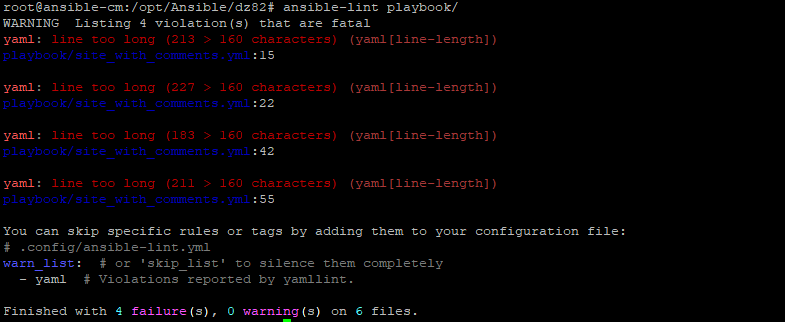 root@ansible-cm:/opt/Ansible/dz82# ansible-lint playbook/
WARNING  Listing 4 violation(s) that are fatal
yaml: line too long (213 > 160 characters) (yaml[line-length])
playbook/site_with_comments.yml:15
yaml: line too long (227 > 160 characters) (yaml[line-length])
playbook/site_with_comments.yml:22
yaml: line too long (183 > 160 characters) (yaml[line-length])
playbook/site_with_comments.yml:42
yaml: line too long (211 > 160 characters) (yaml[line-length])
playbook/site_with_comments.yml:55
You can skip specific rules or tags by adding them to your configuration file:
# .config/ansible-lint.yml
warn_list:  # or 'skip_list' to silence them completely
  - yaml  # Violations reported by yamllint.
Finished with 4 failure(s), 0 warning(s) on 6 files.